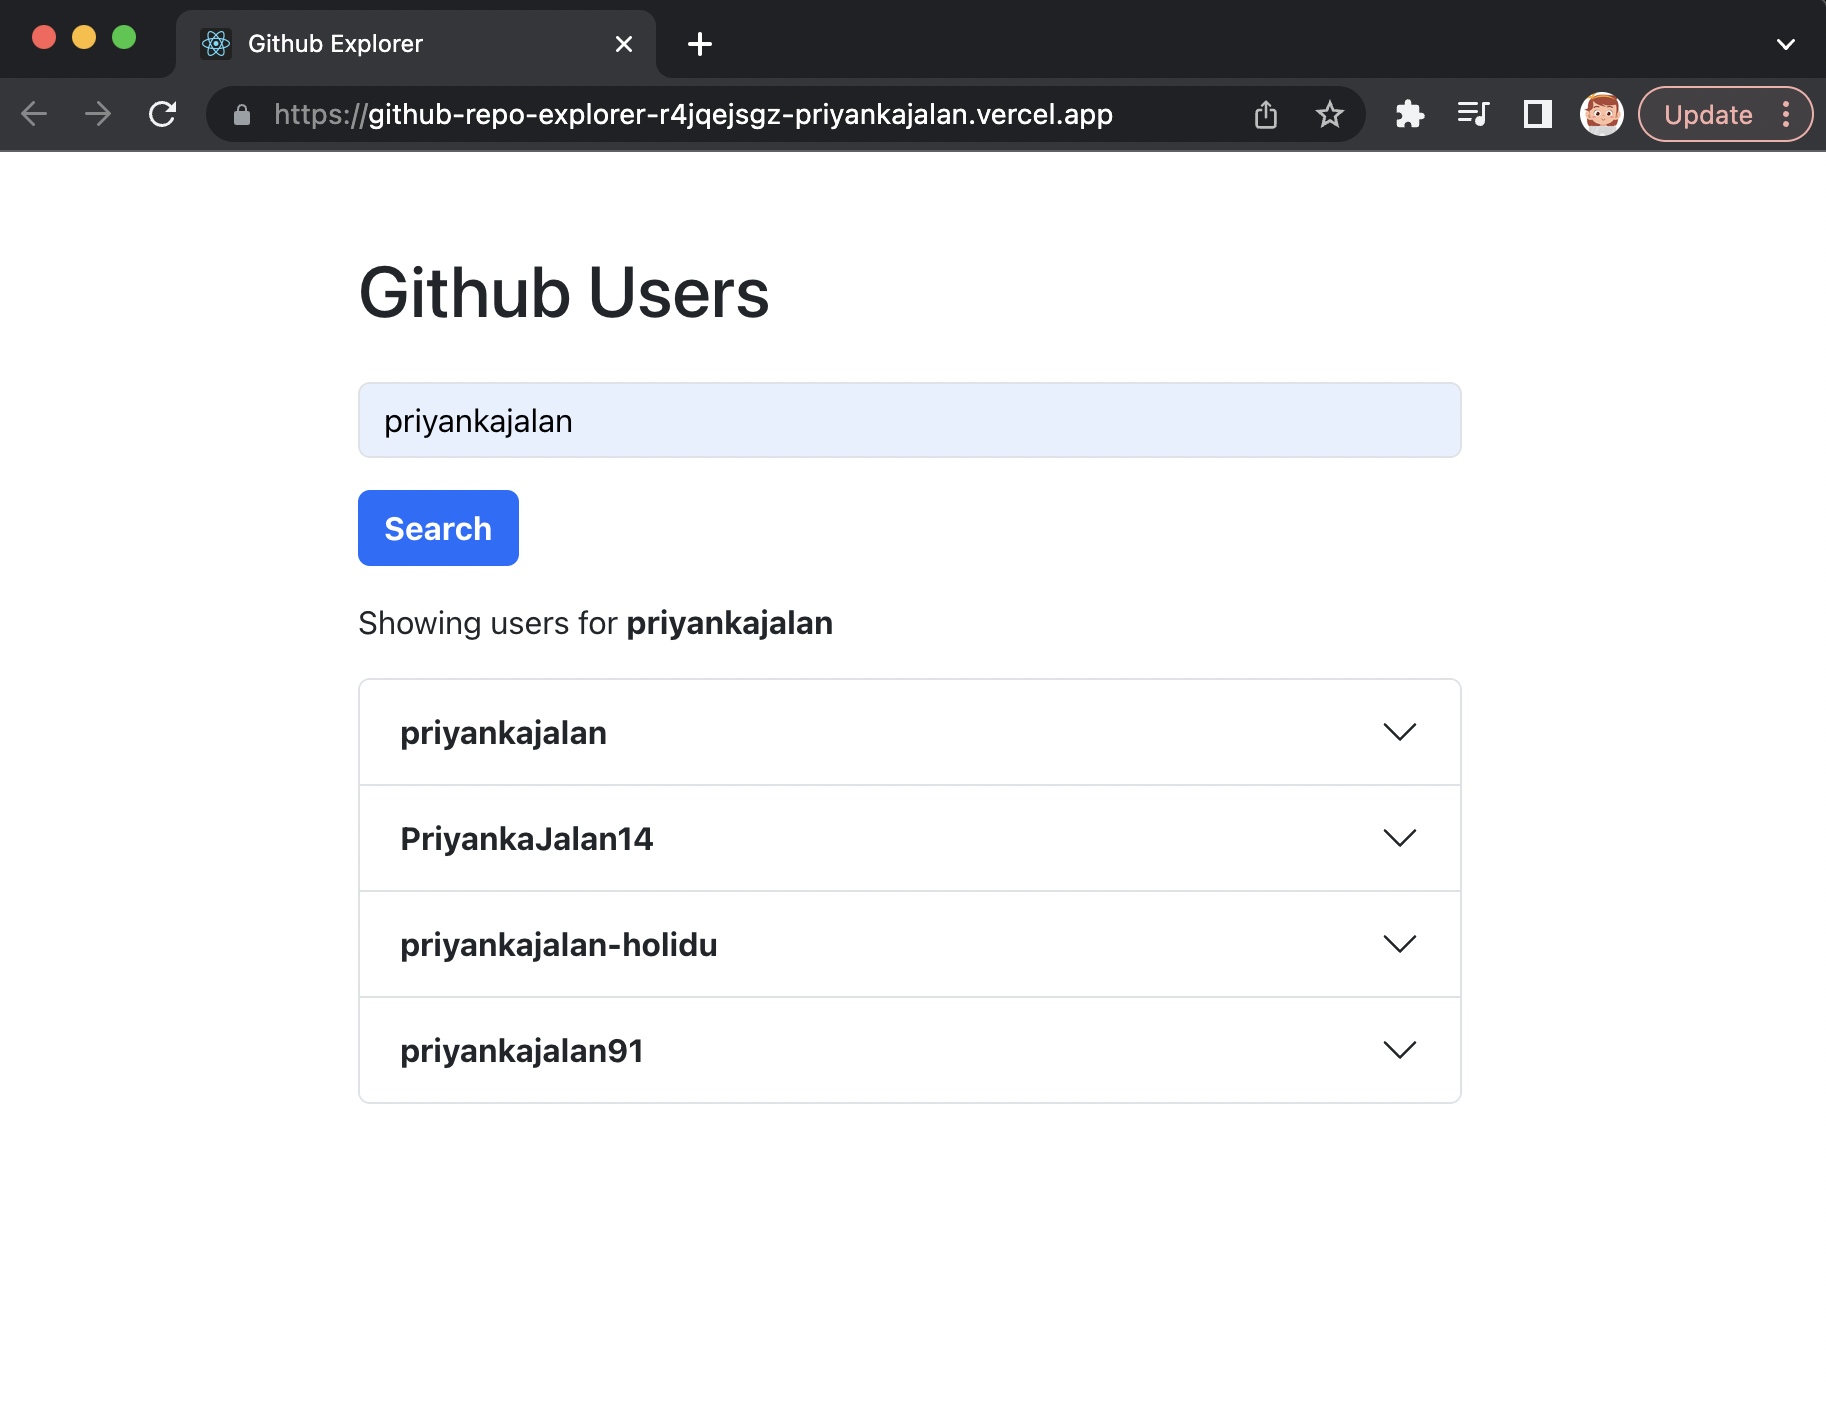 Github Explorer
https://github-repo-explorer-r4jqejsgz-priyankajalan.vercel.app
Update
Github Users
priyankajalan
Search
Showing users for priyankajalan
priyankajalan
PriyankaJalan14
priyankajalan-holidu
priyankajalan91